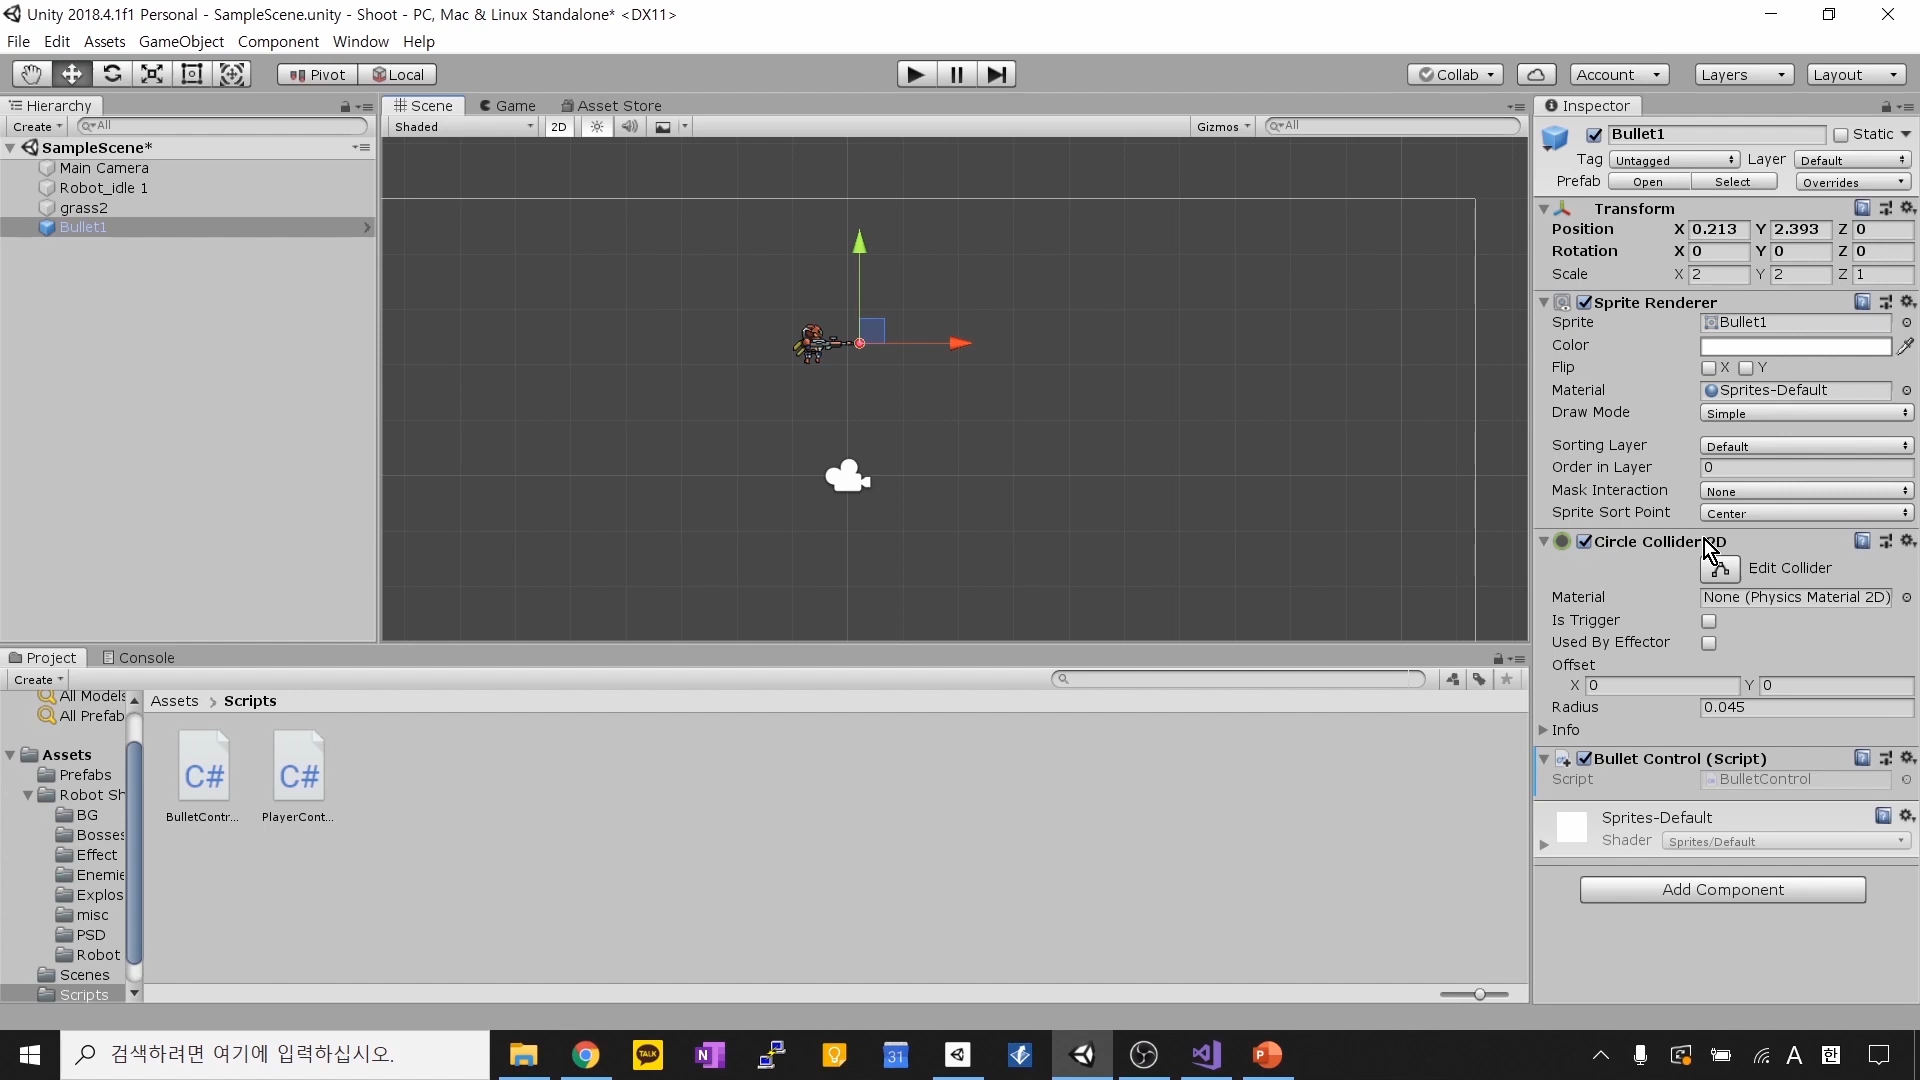 Unity 2018.4.1f1 Personal - SampleScene.unity - Shoot - PC, Mac & Linux Standalone* <DX11>
File Edit Assets GameObject Component Window Help
Pivot Local Collab Account Layers Layout
Hierarchy
Create All
SampleScene*
Main Camera
Robot_idle 1
grass2
Bullet1
Scene Game Asset Store
Shaded 2D Gizmos All
Inspector
Bullet1 Static
Tag Untagged Layer Default
Prefab Open Select Overrides
Transform
Position X 0.213 Y 2.393 Z 0
Rotation X 0 Y 0 Z 0
Scale X 2 Y 2 Z 1
Sprite Renderer
Sprite Bullet1
Color
Flip X Y
Material Sprites-Default
Draw Mode Simple
Sorting Layer Default
Order in Layer 0
Mask Interaction None
Sprite Sort Point Center
Circle Collider 2D
Edit Collider
Material None (Physics Material 2D)
Is Trigger
Used By Effector
Offset
X 0 Y 0
Radius 0.045
Info
Bullet Control (Script)
Script BulletControl
Sprites-Default
Shader Sprites/Default
Add Component
Project Console
Create
All Models
All Prefab
Assets
Prefabs
Robot Sh
BG
Bosses
Effect
Enemie
Explos
misc
PSD
Robot
Scenes
Scripts
Assets > Scripts
C# C#
BulletContr... PlayerCont...
검색하려면 여기에 입력하십시오.
TALK
N
31
P
A
한